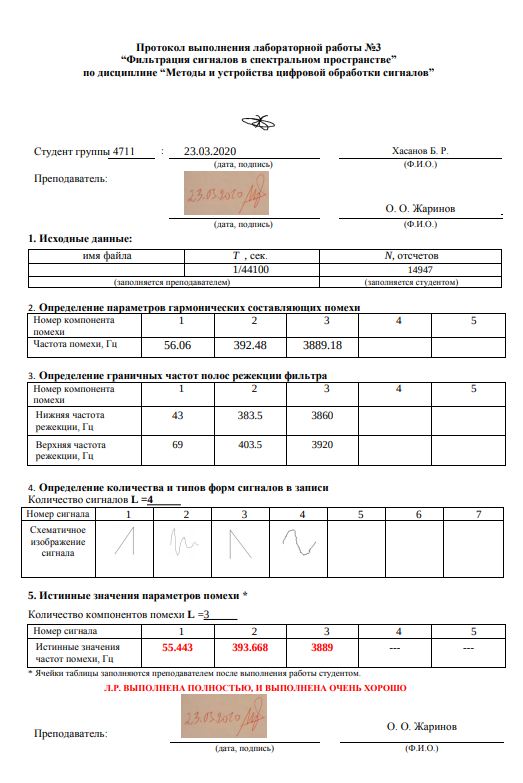 Протокол выполнения лабораторной работы №3
“Фильтрация сигналов в спектральном пространстве”
по дисциплине “Методы и устройства цифровой обработки сигналов”
Студент группы 4711 : 23.03.2020 Хасанов Б. Р.
(дата, подпись) (Ф.И.О.)
Преподаватель:
23.03.2020
О. О. Жаринов .
(дата, подпись) (Ф.И.О.)
1. Исходные данные:
имя файла T , сек. N, отсчетов
1/44100 14947
(заполняется преподавателем) (заполняется студентом)
2. Определение параметров гармонических составляющих помехи
Номер компонента 1 2 3 4 5
помехи
Частота помехи, Гц 56.06 392.48 3889.18
3. Определение граничных частот полос режекции фильтра
Номер компонента 1 2 3 4 5
помехи
Нижняя частота 43 383.5 3860
режекции, Гц
Верхняя частота 69 403.5 3920
режекции, Гц
4. Определение количества и типов форм сигналов в записи
Количество сигналов L =4
Номер сигнала 1 2 3 4 5 6 7
Схематичное
изображение
сигнала
5. Истинные значения параметров помехи *
Количество компонентов помехи L =3
Номер сигнала 1 2 3 4 5
Истинные значения 55.443 393.668 3889 --- ---
частот помехи, Гц
* Ячейки таблицы заполняются преподавателем после выполнения работы студентом.
Л.Р. ВЫПОЛНЕНА ПОЛНОСТЬЮ, И ВЫПОЛНЕНА ОЧЕНЬ ХОРОШО
23.03.2020
О. О. Жаринов
Преподаватель:
(дата, подпись) (Ф.И.О.)